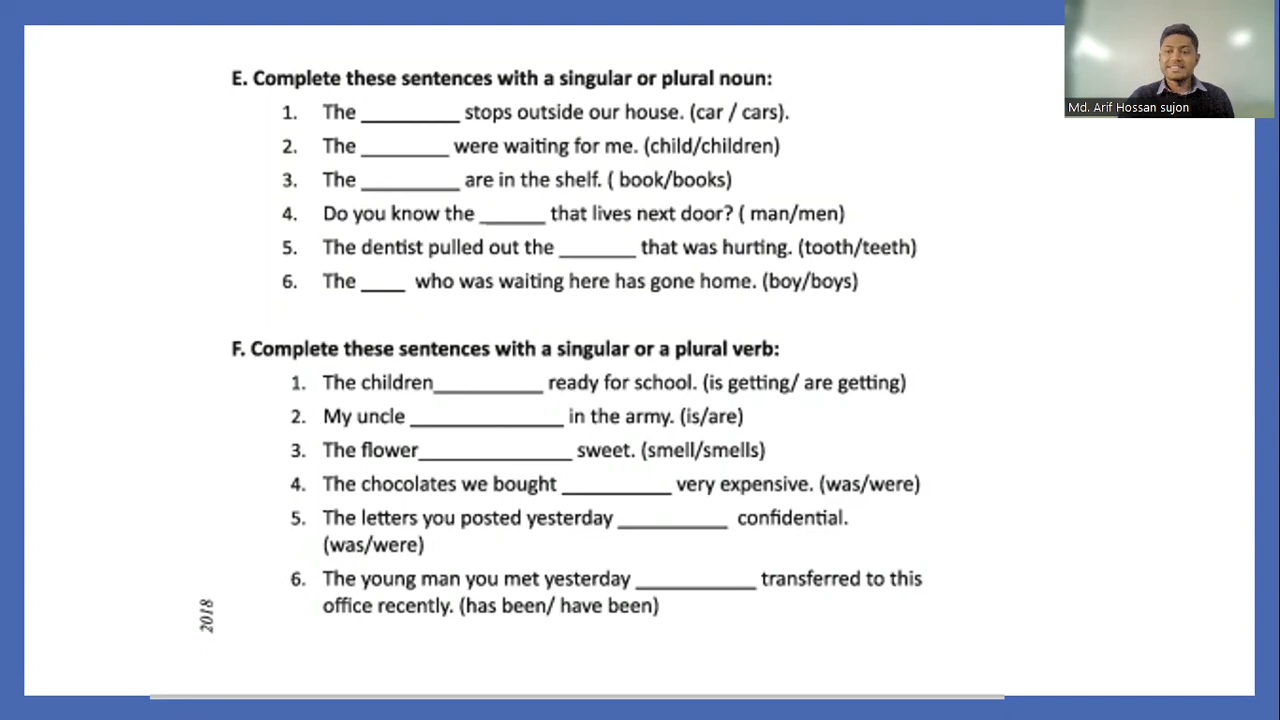 E. Complete these sentences with a singular or plural noun:
1. The _________ stops outside our house. (car / cars).
2. The ________ were waiting for me. (child/children)
3. The _________ are in the shelf. ( book/books)
4. Do you know the ______ that lives next door? ( man/men)
5. The dentist pulled out the _______ that was hurting. (tooth/teeth)
6. The ____ who was waiting here has gone home. (boy/boys)
F. Complete these sentences with a singular or a plural verb:
1. The children__________ ready for school. (is getting/ are getting)
2. My uncle ______________ in the army. (is/are)
3. The flower______________ sweet. (smell/smells)
4. The chocolates we bought __________ very expensive. (was/were)
5. The letters you posted yesterday __________ confidential.
(was/were)
6. The young man you met yesterday ___________ transferred to this
office recently. (has been/ have been)
2018
Md. Arif Hossan sujon